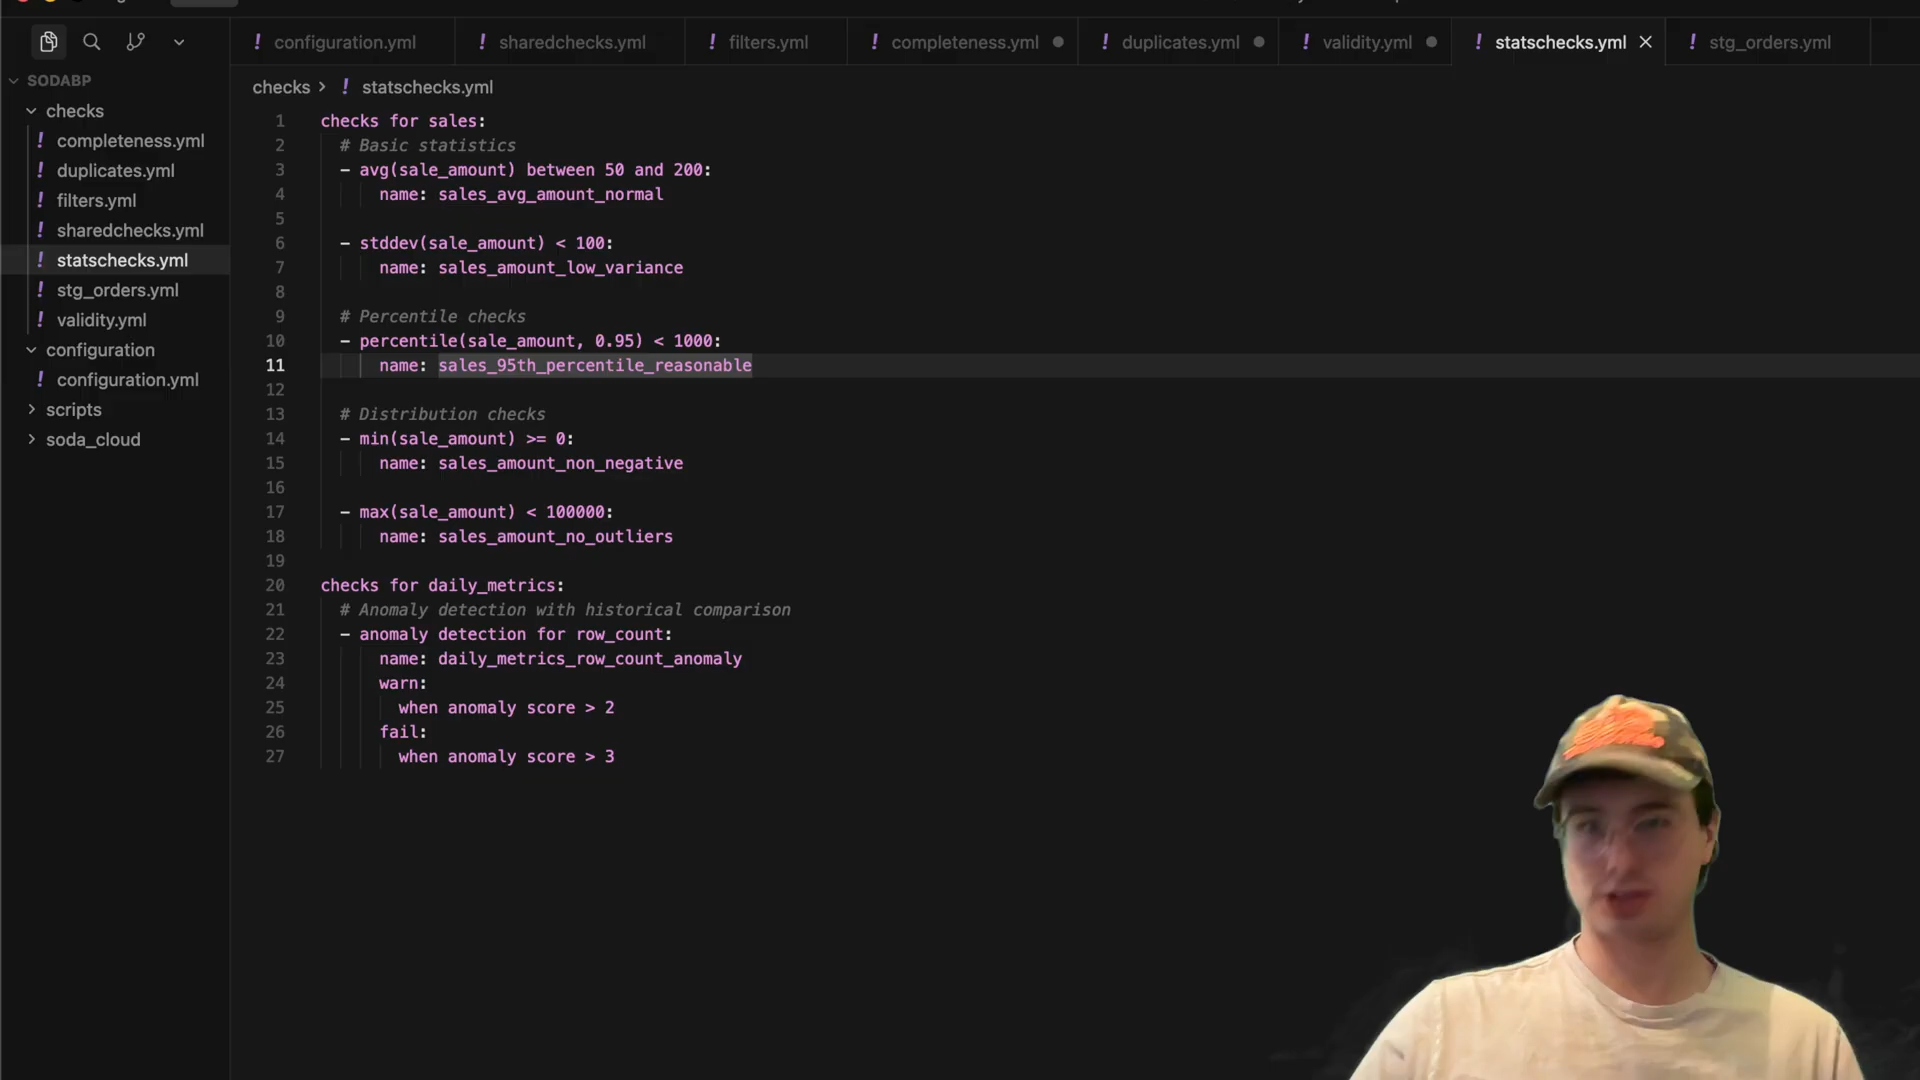 configuration.yml
sharedchecks.yml
filters.yml
completeness.yml
duplicates.yml
validity.yml
statschecks.yml
stg_orders.yml
SODABP
checks
completeness.yml
duplicates.yml
filters.yml
sharedchecks.yml
statschecks.yml
stg_orders.yml
validity.yml
configuration
configuration.yml
scripts
soda_cloud
checks > ! statschecks.yml
1 checks for sales:
2 # Basic statistics
3 - avg(sale_amount) between 50 and 200:
4 name: sales_avg_amount_normal
5
6 - stddev(sale_amount) < 100:
7 name: sales_amount_low_variance
8
9 # Percentile checks
10 - percentile(sale_amount, 0.95) < 1000:
11 name: sales_95th_percentile_reasonable
12
13 # Distribution checks
14 - min(sale_amount) >= 0:
15 name: sales_amount_non_negative
16
17 - max(sale_amount) < 100000:
18 name: sales_amount_no_outliers
19
20 checks for daily_metrics:
21 # Anomaly detection with historical comparison
22 - anomaly detection for row_count:
23 name: daily_metrics_row_count_anomaly
24 warn:
25 when anomaly score > 2
26 fail:
27 when anomaly score > 3